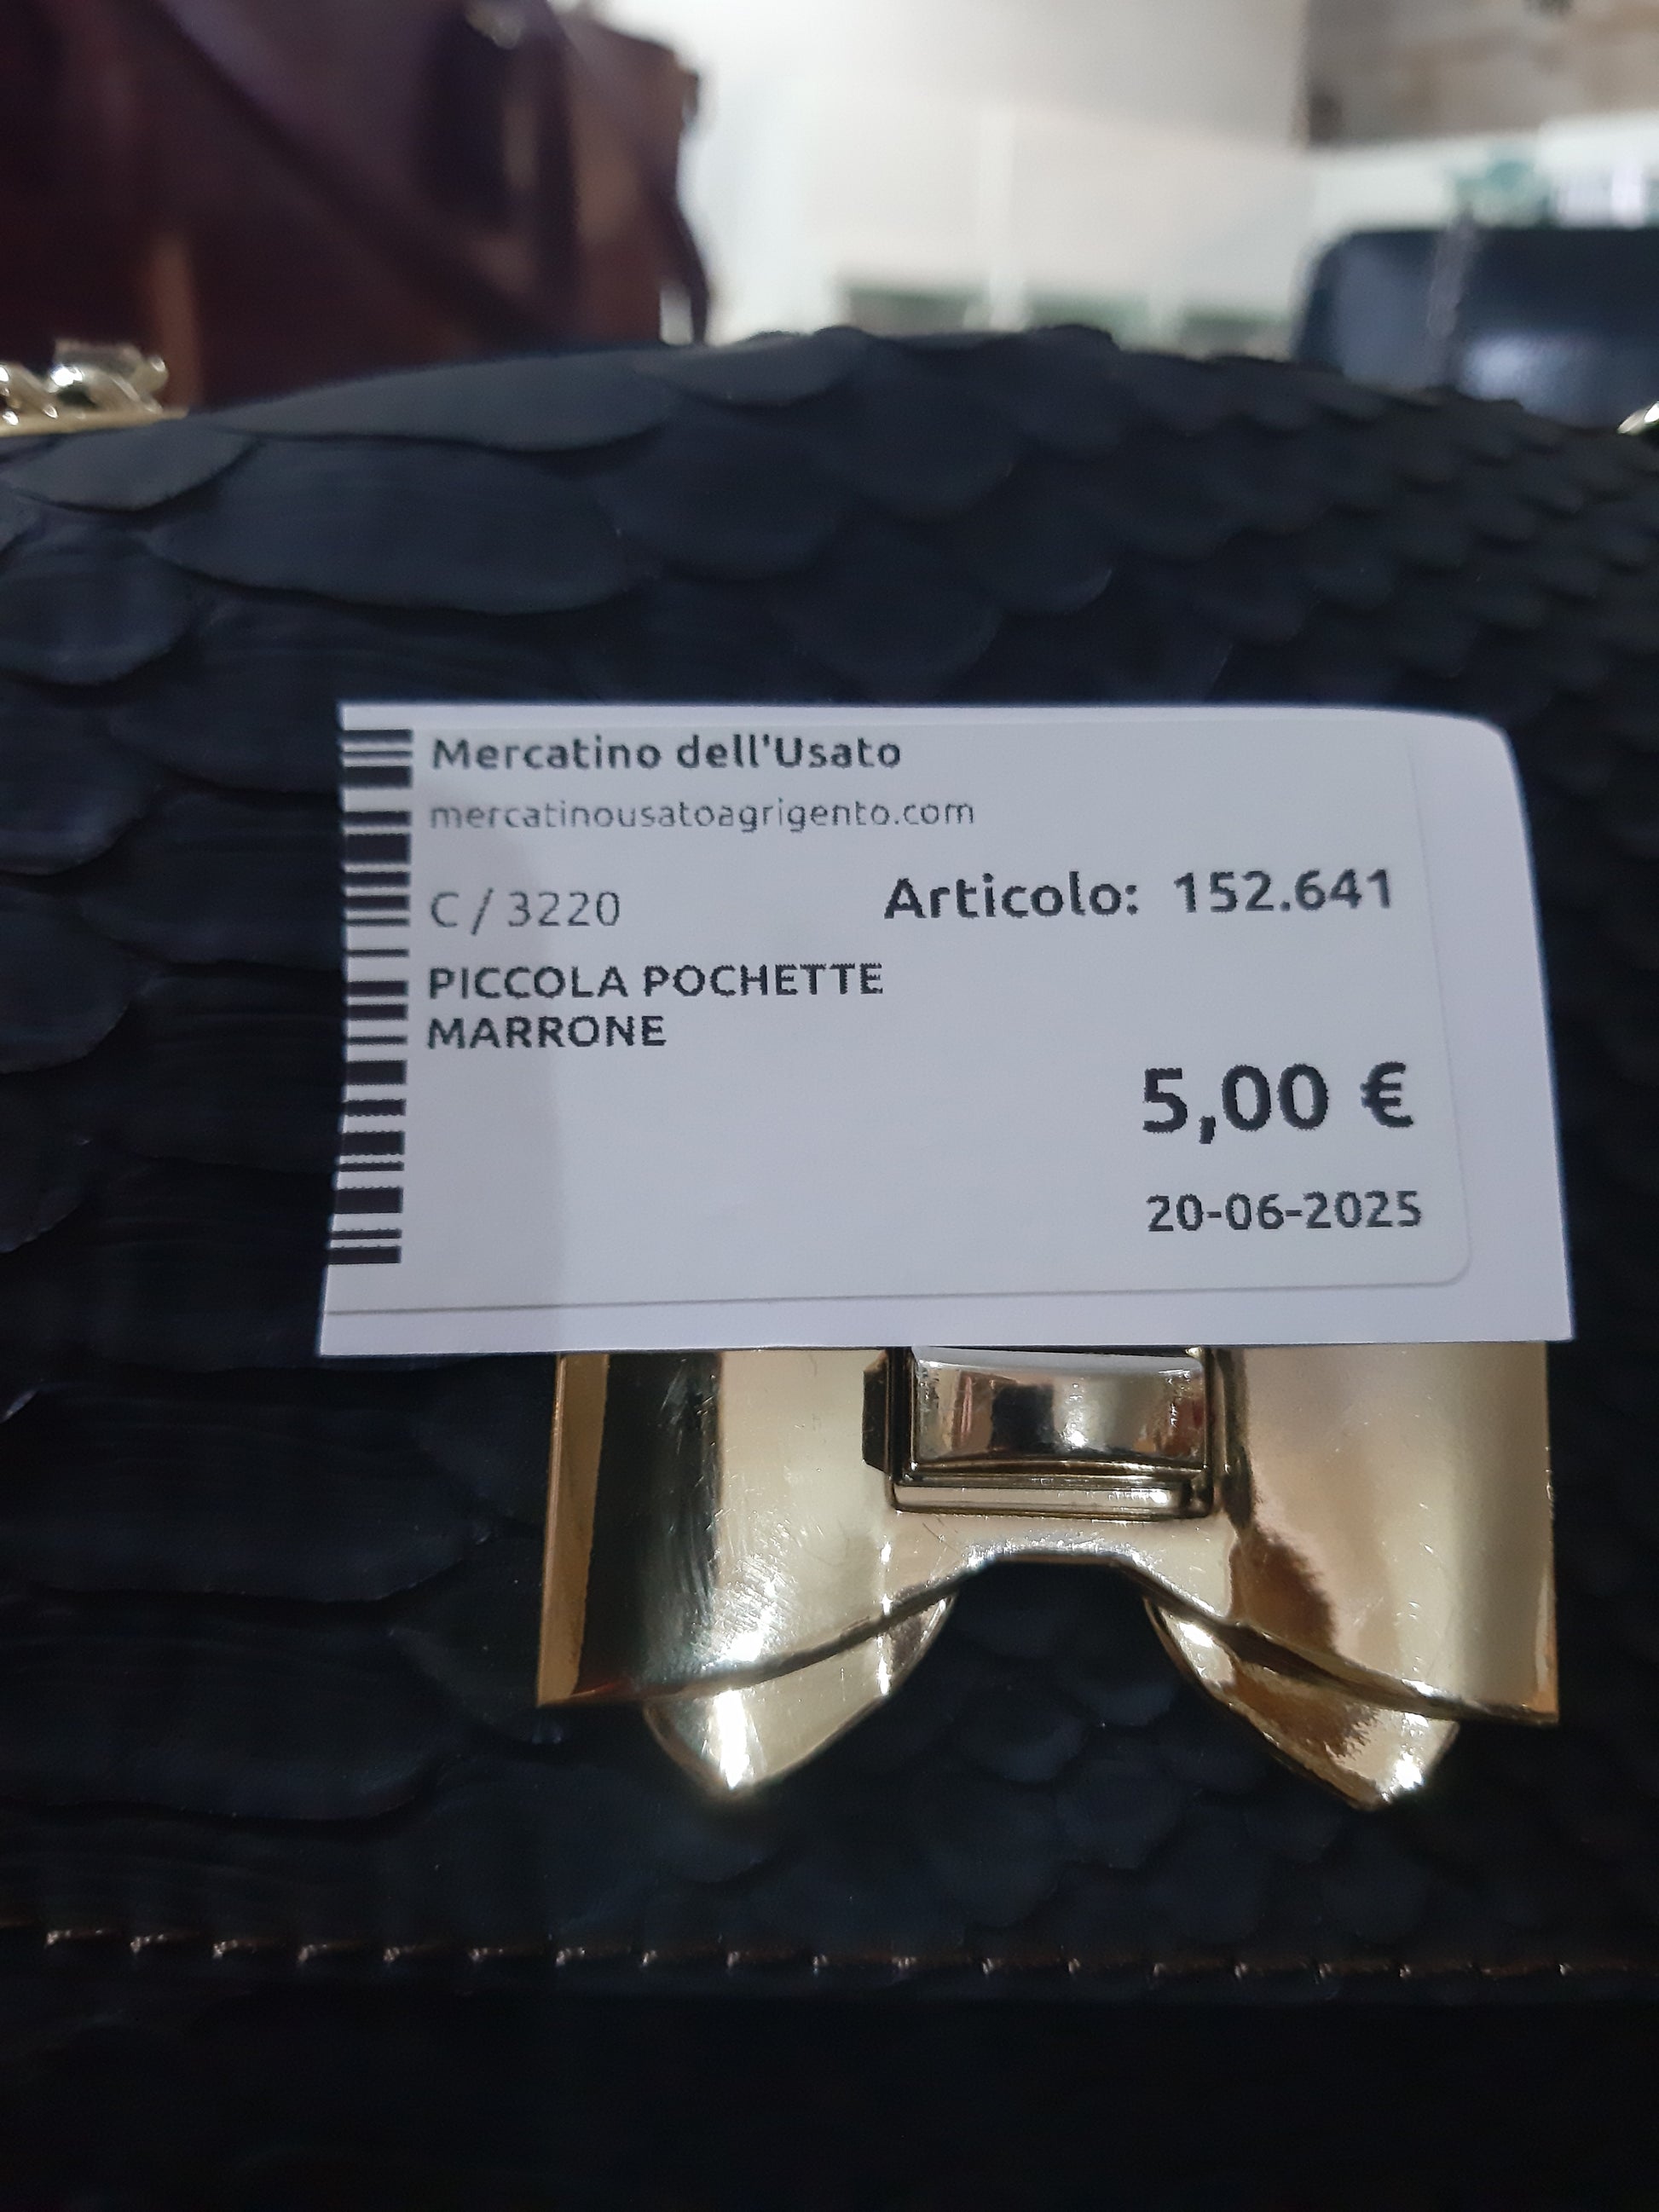 Mercatino dell'Usato
mercatinousatoagrigento.com
C / 3220
Articolo: 152.641
PICCOLA POCHETTE
MARRONE
5,00 €
20-06-2025